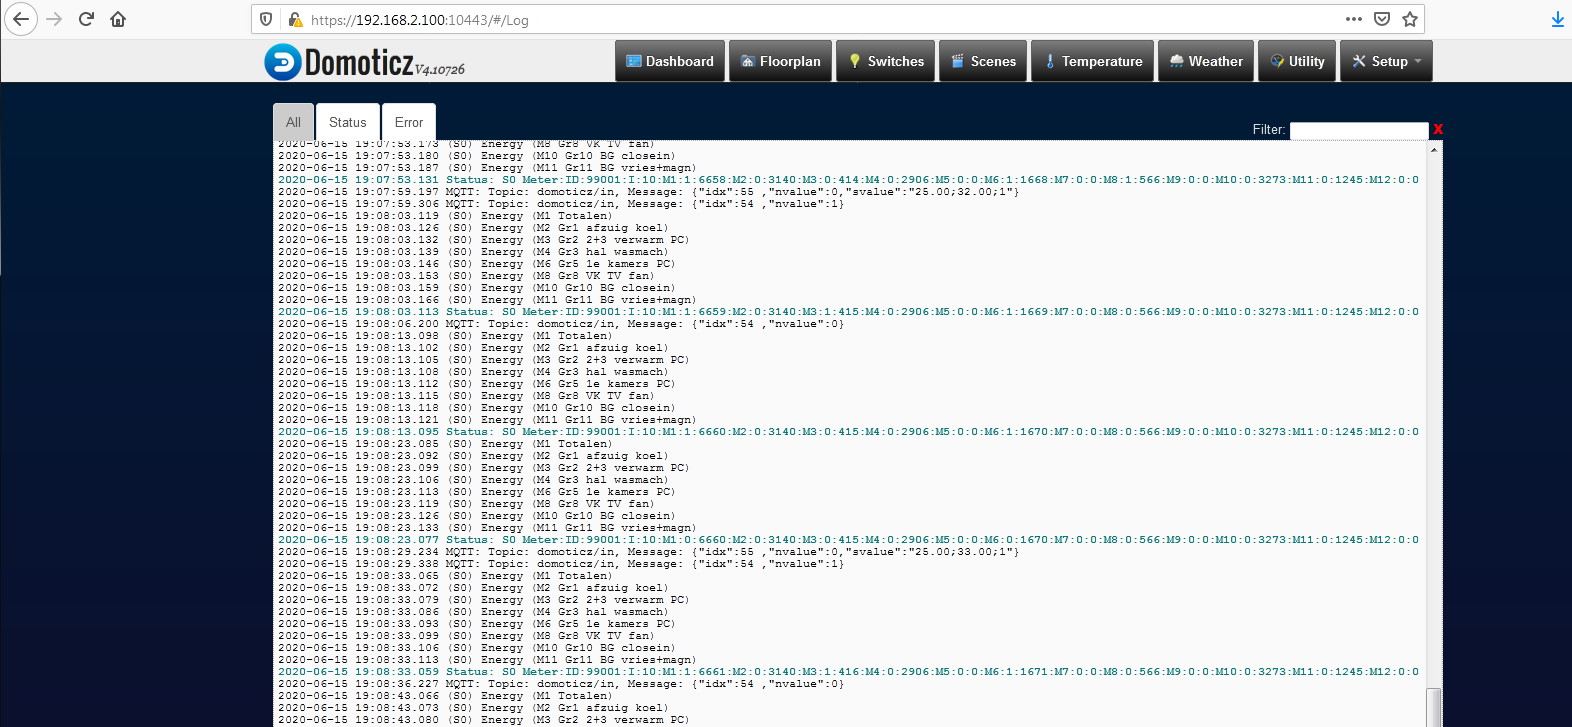 https://192.168.2.100:10443/#/Log
Domoticz V4.10726
Dashboard Floorplan Switches Scenes Temperature Weather Utility Setup
All Status Error
Filter: X
2020-06-15 19:07:53.173 (S0) Energy (M8 Gr8 VK TV fan)
2020-06-15 19:07:53.180 (S0) Energy (M10 Gr10 BG closein)
2020-06-15 19:07:53.187 (S0) Energy (M11 Gr11 BG vries+magn)
2020-06-15 19:07:53.131 Status: S0 Meter:ID:99001:I:10:M1:1:6658:M2:0:3140:M3:0:414:M4:0:2906:M5:0:0:M6:1:1668:M7:0:0:M8:1:566:M9:0:0:M10:0:3273:M11:0:1245:M12:0:0
2020-06-15 19:07:59.197 MQTT: Topic: domoticz/in, Message: {"idx":55 ,"nvalue":0,"svalue":"25.00;32.00;1"}
2020-06-15 19:07:59.306 MQTT: Topic: domoticz/in, Message: {"idx":54 ,"nvalue":1}
2020-06-15 19:08:03.119 (S0) Energy (M1 Totalen)
2020-06-15 19:08:03.126 (S0) Energy (M2 Gr1 afzuig koel)
2020-06-15 19:08:03.132 (S0) Energy (M3 Gr2 2+3 verwarm PC)
2020-06-15 19:08:03.139 (S0) Energy (M4 Gr3 hal wasmach)
2020-06-15 19:08:03.146 (S0) Energy (M6 Gr5 1e kamers PC)
2020-06-15 19:08:03.153 (S0) Energy (M8 Gr8 VK TV fan)
2020-06-15 19:08:03.159 (S0) Energy (M10 Gr10 BG closein)
2020-06-15 19:08:03.166 (S0) Energy (M11 Gr11 BG vries+magn)
2020-06-15 19:08:03.113 Status: S0 Meter:ID:99001:I:10:M1:1:6659:M2:0:3140:M3:1:415:M4:0:2906:M5:0:0:M6:1:1669:M7:0:0:M8:0:566:M9:0:0:M10:0:3273:M11:0:1245:M12:0:0
2020-06-15 19:08:06.200 MQTT: Topic: domoticz/in, Message: {"idx":54 ,"nvalue":0}
2020-06-15 19:08:13.098 (S0) Energy (M1 Totalen)
2020-06-15 19:08:13.102 (S0) Energy (M2 Gr1 afzuig koel)
2020-06-15 19:08:13.105 (S0) Energy (M3 Gr2 2+3 verwarm PC)
2020-06-15 19:08:13.108 (S0) Energy (M4 Gr3 hal wasmach)
2020-06-15 19:08:13.112 (S0) Energy (M6 Gr5 1e kamers PC)
2020-06-15 19:08:13.115 (S0) Energy (M8 Gr8 VK TV fan)
2020-06-15 19:08:13.118 (S0) Energy (M10 Gr10 BG closein)
2020-06-15 19:08:13.121 (S0) Energy (M11 Gr11 BG vries+magn)
2020-06-15 19:08:13.095 Status: S0 Meter:ID:99001:I:10:M1:1:6660:M2:0:3140:M3:0:415:M4:0:2906:M5:0:0:M6:1:1670:M7:0:0:M8:0:566:M9:0:0:M10:0:3273:M11:0:1245:M12:0:0
2020-06-15 19:08:23.085 (S0) Energy (M1 Totalen)
2020-06-15 19:08:23.092 (S0) Energy (M2 Gr1 afzuig koel)
2020-06-15 19:08:23.099 (S0) Energy (M3 Gr2 2+3 verwarm PC)
2020-06-15 19:08:23.106 (S0) Energy (M4 Gr3 hal wasmach)
2020-06-15 19:08:23.113 (S0) Energy (M6 Gr5 1e kamers PC)
2020-06-15 19:08:23.119 (S0) Energy (M8 Gr8 VK TV fan)
2020-06-15 19:08:23.126 (S0) Energy (M10 Gr10 BG closein)
2020-06-15 19:08:23.133 (S0) Energy (M11 Gr11 BG vries+magn)
2020-06-15 19:08:23.077 Status: S0 Meter:ID:99001:I:10:M1:0:6660:M2:0:3140:M3:0:415:M4:0:2906:M5:0:0:M6:0:1670:M7:0:0:M8:0:566:M9:0:0:M10:0:3273:M11:0:1245:M12:0:0
2020-06-15 19:08:29.234 MQTT: Topic: domoticz/in, Message: {"idx":55 ,"nvalue":0,"svalue":"25.00;33.00;1"}
2020-06-15 19:08:29.338 MQTT: Topic: domoticz/in, Message: {"idx":54 ,"nvalue":1}
2020-06-15 19:08:33.065 (S0) Energy (M1 Totalen)
2020-06-15 19:08:33.072 (S0) Energy (M2 Gr1 afzuig koel)
2020-06-15 19:08:33.079 (S0) Energy (M3 Gr2 2+3 verwarm PC)
2020-06-15 19:08:33.086 (S0) Energy (M4 Gr3 hal wasmach)
2020-06-15 19:08:33.093 (S0) Energy (M6 Gr5 1e kamers PC)
2020-06-15 19:08:33.099 (S0) Energy (M8 Gr8 VK TV fan)
2020-06-15 19:08:33.106 (S0) Energy (M10 Gr10 BG closein)
2020-06-15 19:08:33.113 (S0) Energy (M11 Gr11 BG vries+magn)
2020-06-15 19:08:33.059 Status: S0 Meter:ID:99001:I:10:M1:1:6661:M2:0:3140:M3:1:416:M4:0:2906:M5:0:0:M6:1:1671:M7:0:0:M8:0:566:M9:0:0:M10:0:3273:M11:0:1245:M12:0:0
2020-06-15 19:08:36.227 MQTT: Topic: domoticz/in, Message: {"idx":54 ,"nvalue":0}
2020-06-15 19:08:43.066 (S0) Energy (M1 Totalen)
2020-06-15 19:08:43.073 (S0) Energy (M2 Gr1 afzuig koel)
2020-06-15 19:08:43.080 (S0) Energy (M3 Gr2 2+3 verwarm PC)